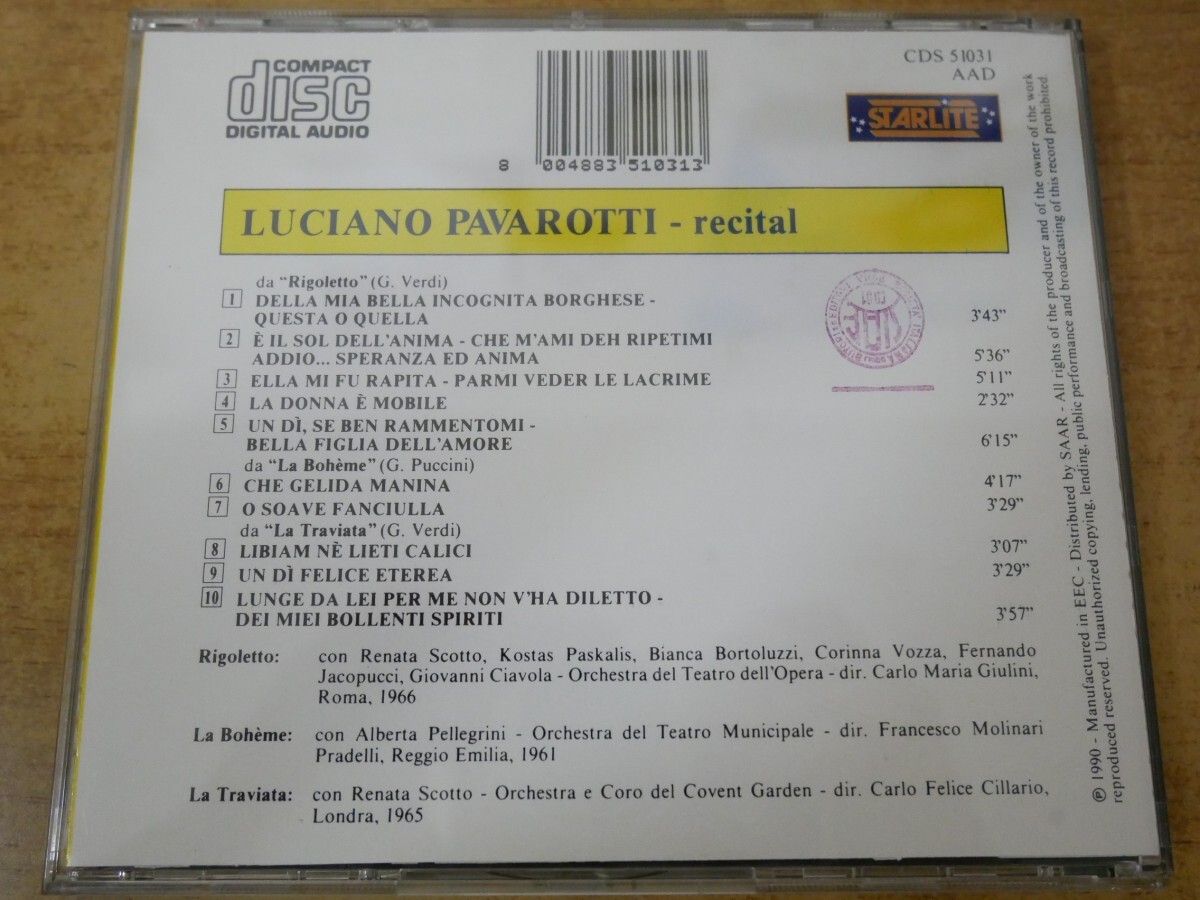 COMPACT
disc
DIGITAL AUDIO
8 004883 510313
CDS 51031
AAD
STARLITE
LUCIANO PAVAROTTI - recital
da "Rigoletto" (G. Verdi)
1 DELLA MIA BELLA INCOGNITA BORGHESE -
QUESTA O QUELLA 3'43”
2 È IL SOL DELL'ANIMA - CHE M'AMI DEH RIPETIMI
ADDIO... SPERANZA ED ANIMA 5'36”
3 ELLA MI FU RAPITA - PARMI VEDER LE LACRIME 5'11”
4 LA DONNA È MOBILE 2'32”
5 UN DÌ, SE BEN RAMMENTOMI -
BELLA FIGLIA DELL'AMORE 6'15”
da "La Bohème" (G. Puccini)
6 CHE GELIDA MANINA 4'17”
7 O SOAVE FANCIULLA 3'29”
da "La Traviata" (G. Verdi)
8 LIBIAM NÈ LIETI CALICI 3'07”
9 UN DÌ FELICE ETEREA 3'29”
10 LUNGE DA LEI PER ME NON V'HA DILETTO -
DEI MIEI BOLLENTI SPIRITI 3'57”
Rigoletto: con Renata Scotto, Kostas Paskalis, Bianca Bortoluzzi, Corinna Vozza, Fernando
Jacopucci, Giovanni Ciavola - Orchestra del Teatro dell'Opera - dir. Carlo Maria Giulini,
Roma, 1966
La Bohème: con Alberta Pellegrini - Orchestra del Teatro Municipale - dir. Francesco Molinari
Pradelli, Reggio Emilia, 1961
La Traviata: con Renata Scotto - Orchestra e Coro del Covent Garden - dir. Carlo Felice Cillario,
Londra, 1965
℗ 1990 - Manufactured in EEC - Distributed by SAAR - All rights of the producer and of the owner of the work
reproduced reserved. Unauthorized copying, lending, public performance and broadcasting of this record prohibited.
SIAE